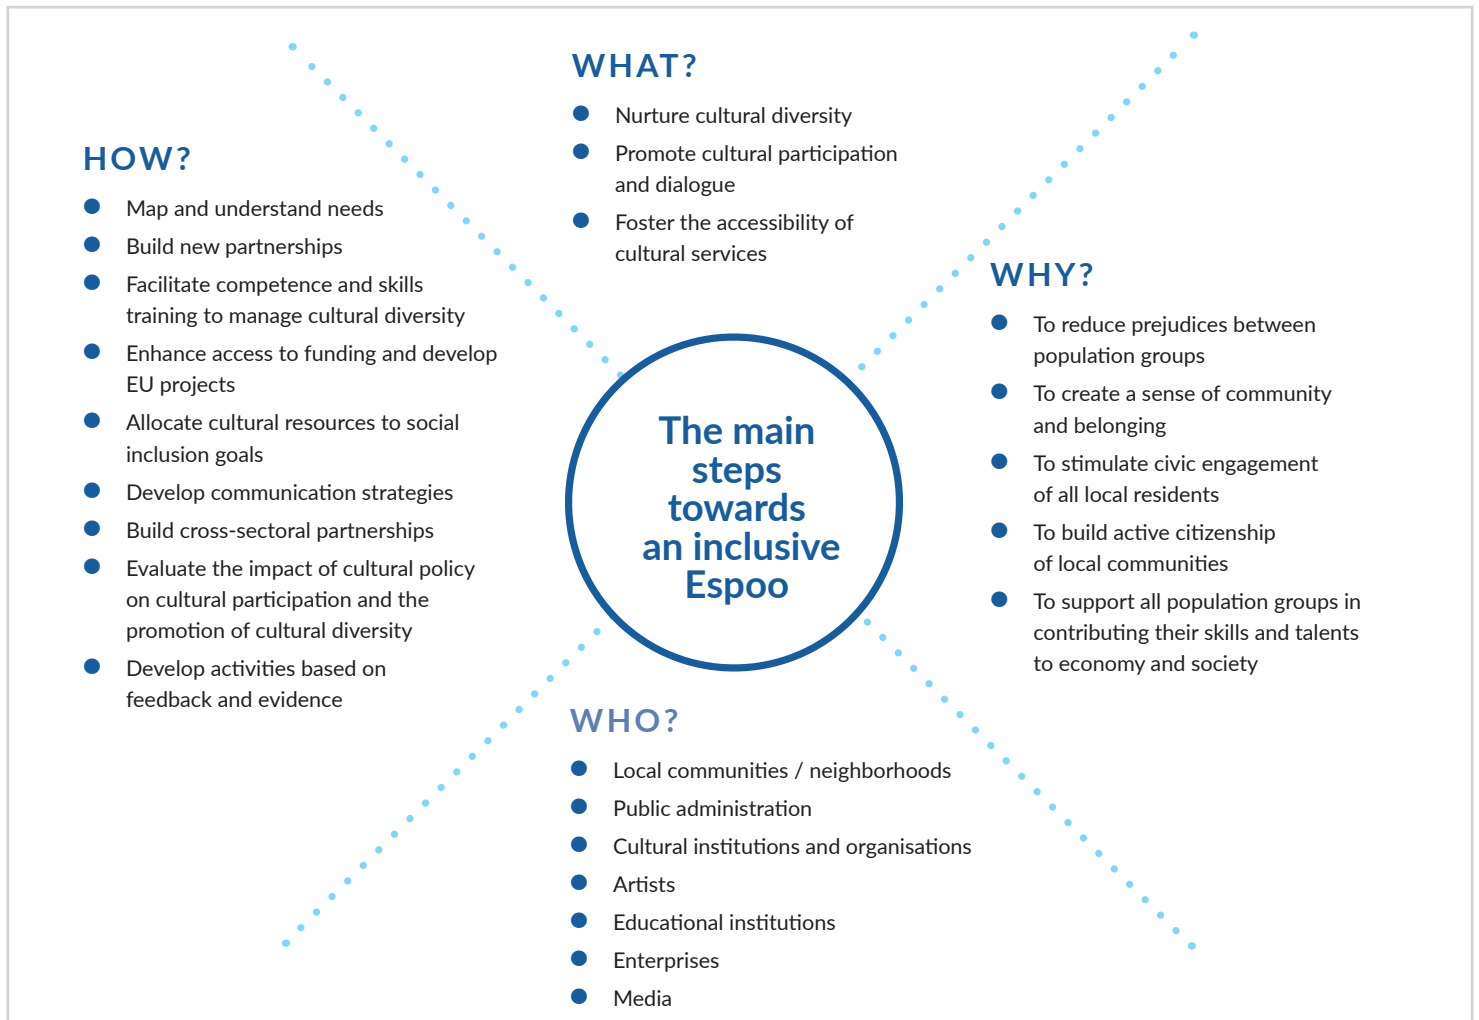 WHAT?
Nurture cultural diversity
Promote cultural participation
and dialogue
Foster the accessibility of
cultural services
HOW?
Map and understand needs
Build new partnerships
Facilitate competence and skills
training to manage cultural diversity
Enhance access to funding and develop
EU projects
Allocate cultural resources to social
inclusion goals
Develop communication strategies
Build cross-sectoral partnerships
Evaluate the impact of cultural policy
on cultural participation and the
promotion of cultural diversity
Develop activities based on
feedback and evidence
The main
steps
towards
an inclusive
Espoo
WHY?
To reduce prejudices between
population groups
To create a sense of community
and belonging
To stimulate civic engagement
of all local residents
To build active citizenship
of local communities
To support all population groups in
contributing their skills and talents
to economy and society
WHO?
Local communities / neighborhoods
Public administration
Cultural institutions and organisations
Artists
Educational institutions
Enterprises
Media